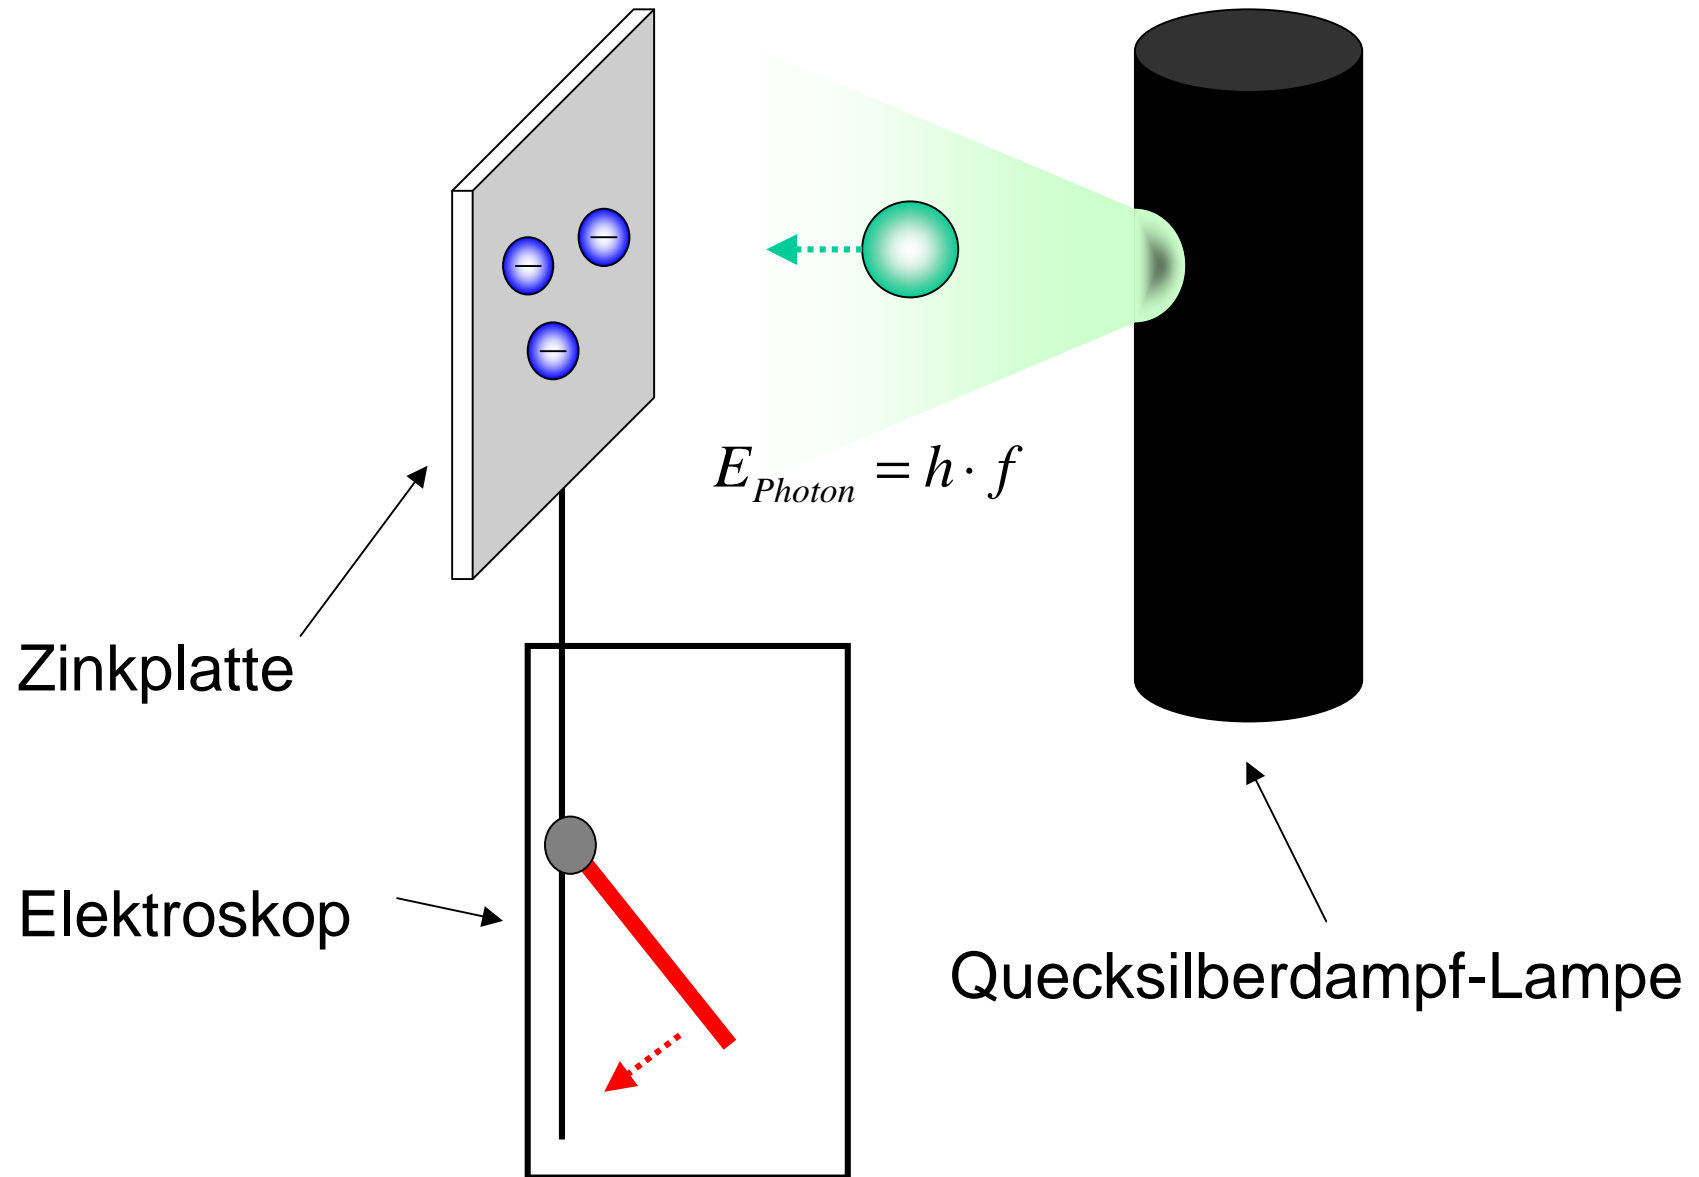 E_Photon = h · f
Zinkplatte
Elektroskop
Quecksilberdampf-Lampe